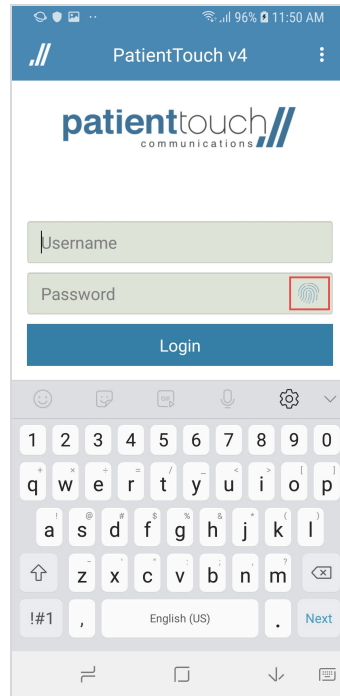 96% 11:50 AM
PatientTouch v4
patienttouch
communications
Username
Password
Login
GIF
1 2 3 4 5 6 7 8 9 0
+ × ÷ = / _ < > [ ]
q w e r t y u i o p
! @ # $ % ^ & * ( )
a s d f g h j k l
- ' " : ; , ?
z x c v b n m
!#1 , English (US) . Next